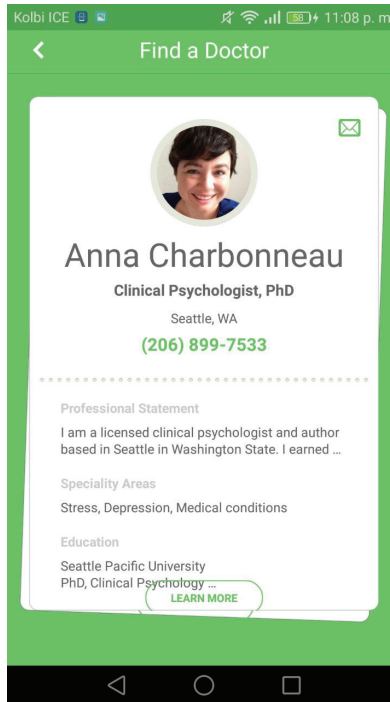 Kolbi ICE 58 11:08 p. m
Find a Doctor
Anna Charbonneau
Clinical Psychologist, PhD
Seattle, WA
(206) 899-7533
Professional Statement
I am a licensed clinical psychologist and author
based in Seattle in Washington State. I earned ...
Speciality Areas
Stress, Depression, Medical conditions
Education
Seattle Pacific University
PhD, Clinical Psychology ...
LEARN MORE